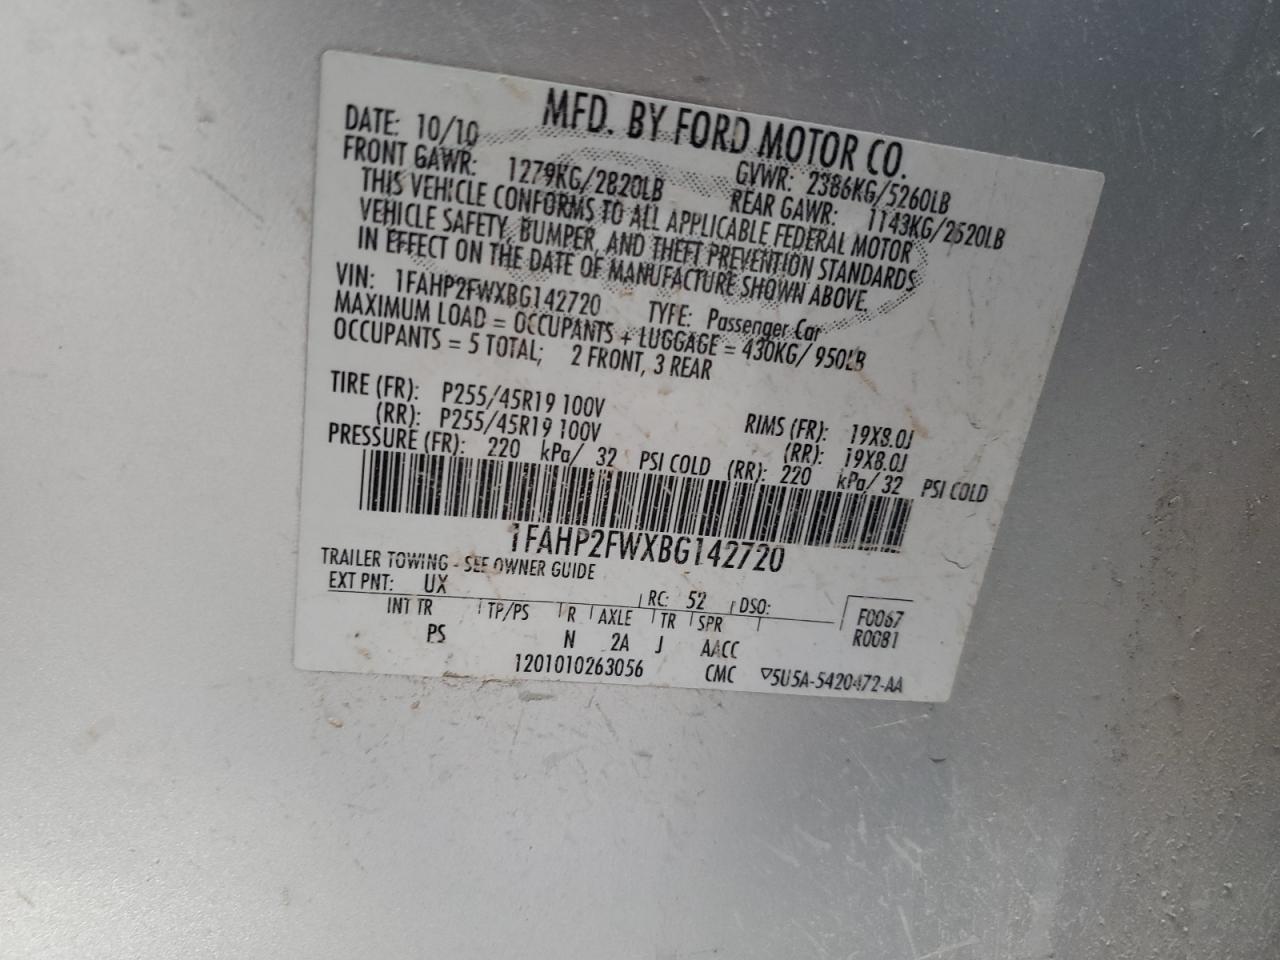 MFD. BY FORD MOTOR CO.
DATE: 10/10 GVWR: 2386KG/5260LB
FRONT GAWR: 1279KG/2820LB REAR GAWR: 1143KG/2520LB
THIS VEHICLE CONFORMS TO ALL APPLICABLE FEDERAL MOTOR
VEHICLE SAFETY, BUMPER, AND THEFT PREVENTION STANDARDS
IN EFFECT ON THE DATE OF MANUFACTURE SHOWN ABOVE.
VIN: 1FAHP2FWXBG142720 TYPE: Passenger Car
MAXIMUM LOAD = OCCUPANTS + LUGGAGE = 430KG/ 950LB
OCCUPANTS = 5 TOTAL; 2 FRONT, 3 REAR
TIRE (FR): P255/45R19 100V RIMS (FR): 19X8.0J
(RR): P255/45R19 100V (RR): 19X8.0J
PRESSURE (FR): 220 kPa/ 32 PSI COLD (RR): 220 kPa/ 32 PSI COLD
1FAHP2FWXBG142720
TRAILER TOWING - SEE OWNER GUIDE
EXT PNT: UX RC: 52 DSO: F0067
INT TR TP/PS R AXLE TR SPR R0081
PS N 2A J AACC
1201010263056 CMC ▽5U5A-5420472-AA